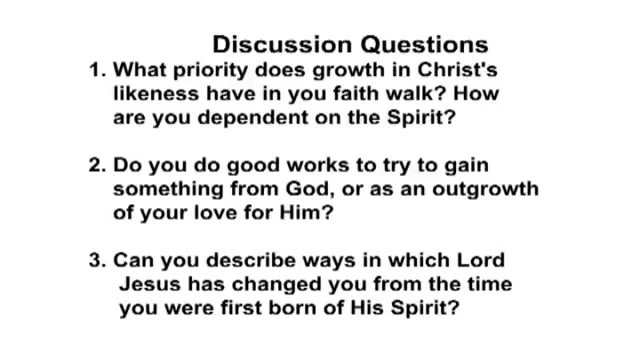 Discussion Questions
1. What priority does growth in Christ's
likeness have in you faith walk? How
are you dependent on the Spirit?
2. Do you do good works to try to gain
something from God, or as an outgrowth
of your love for Him?
3. Can you describe ways in which Lord
Jesus has changed you from the time
you were first born of His Spirit?